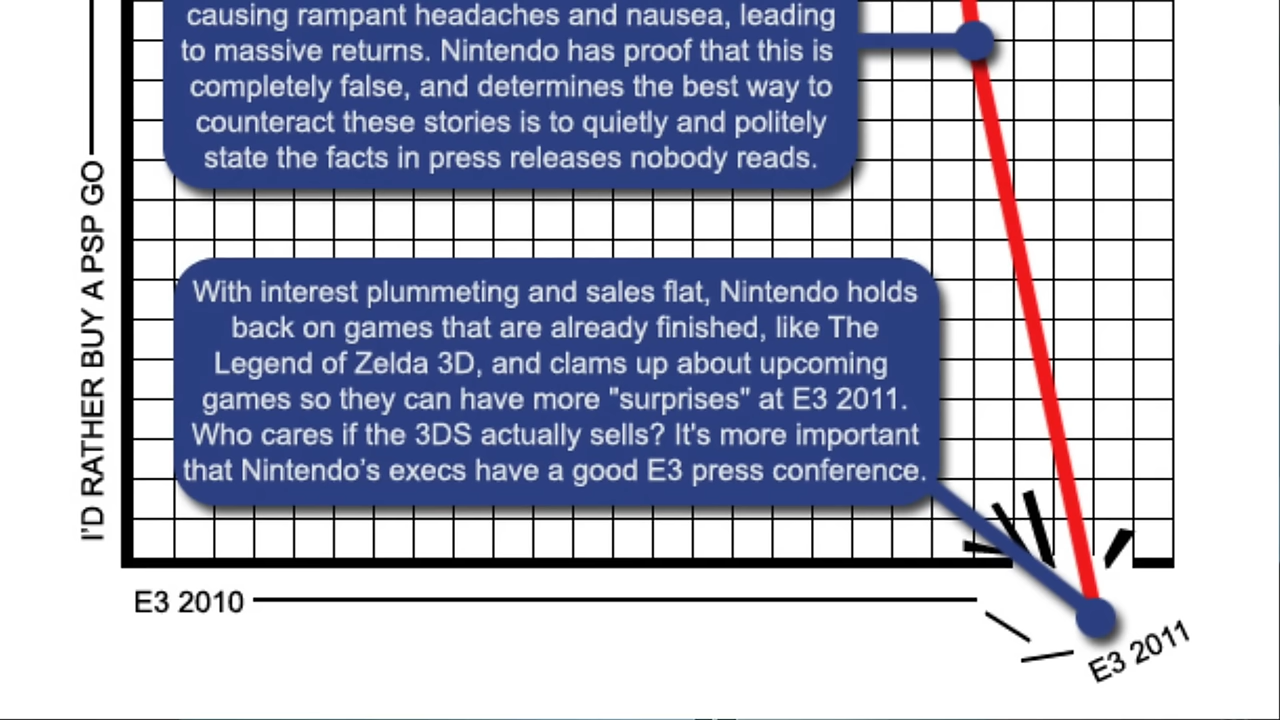 causing rampant headaches and nausea, leading
to massive returns. Nintendo has proof that this is
completely false, and determines the best way to
counteract these stories is to quietly and politely
state the facts in press releases nobody reads.
I'D RATHER BUY A PSP GO
With interest plummeting and sales flat, Nintendo holds
back on games that are already finished, like The
Legend of Zelda 3D, and clams up about upcoming
games so they can have more "surprises" at E3 2011.
Who cares if the 3DS actually sells? It's more important
that Nintendo’s execs have a good E3 press conference.
E3 2010
E3 2011